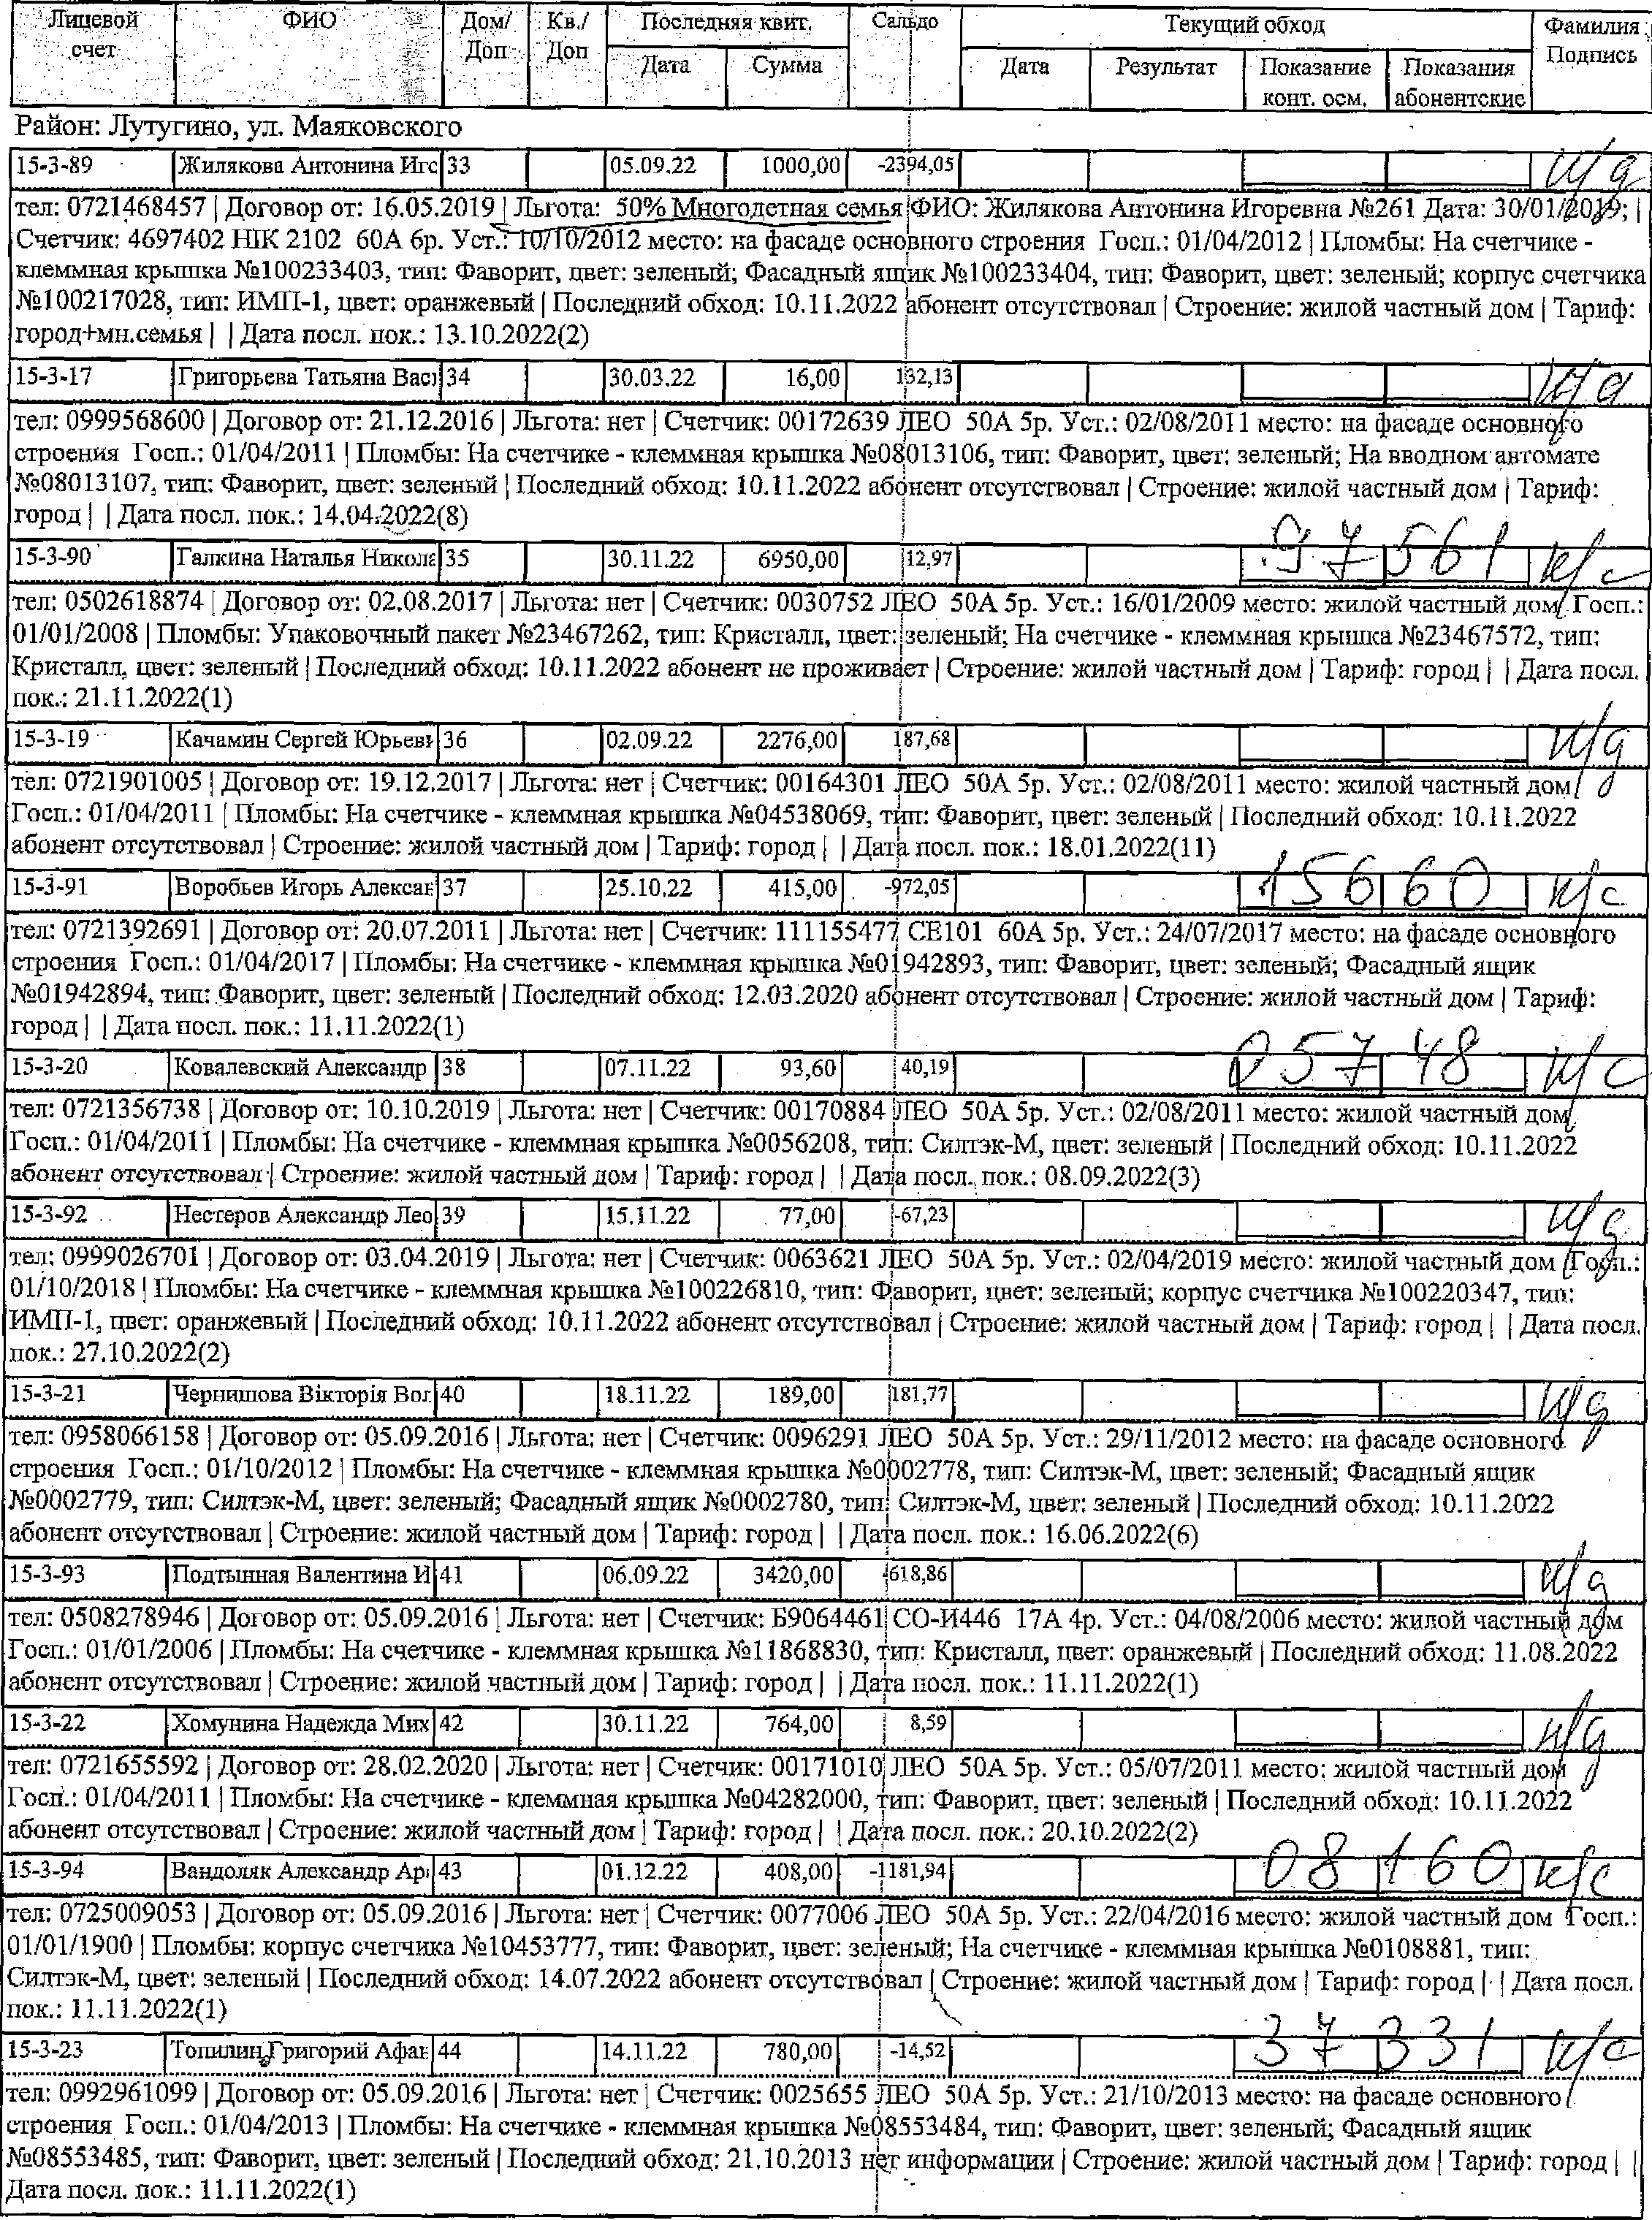 Лицевой счет ФИО Дом/ Доп Кв./ Доп Последняя квит. Дата Сумма Сальдо Текущий обход Дата Результат Показание конт. осм. Показания абонентские Фамилия Подпись
Район: Лутугино, ул. Маяковского
15-3-89 Жилякова Антонина Иго 33 05.09.22 1000,00 -2394,05 н/д
тел: 0721468457 | Договор от: 16.05.2019 | Льгота: 50% Многодетная семья ФИО: Жилякова Антонина Игоревна №261 Дата: 30/01/2019; |
Счетчик: 4697402 НІК 2102 60А 6р. Уст.: 10/10/2012 место: на фасаде основного строения Госп.: 01/04/2012 | Пломбы: На счетчике -
клеммная крышка №100233403, тип: Фаворит, цвет: зеленый; Фасадный ящик №100233404, тип: Фаворит, цвет: зеленый; корпус счетчика
№100217028, тип: ИМП-1, цвет: оранжевый | Последний обход: 10.11.2022 абонент отсутствовал | Строение: жилой частный дом | Тариф:
город+мн.семья | | Дата посл. пок.: 13.10.2022(2)
15-3-17 Григорьева Татьяна Вас 34 30.03.22 16,00 132,13 н/д
тел: 0999568600 | Договор от: 21.12.2016 | Льгота: нет | Счетчик: 00172639 ЛЕО 50А 5р. Уст.: 02/08/2011 место: на фасаде основного
строения Госп.: 01/04/2011 | Пломбы: На счетчике - клеммная крышка №08013106, тип: Фаворит, цвет: зеленый; На вводном автомате
№08013107, тип: Фаворит, цвет: зеленый | Последний обход: 10.11.2022 абонент отсутствовал | Строение: жилой частный дом | Тариф:
город | | Дата посл. пок.: 14.04.2022(8)
15-3-90 Галкина Наталья Никола 35 30.11.22 6950,00 12,97 97561 к/с
тел: 0502618874 | Договор от: 02.08.2017 | Льгота: нет | Счетчик: 0030752 ЛЕО 50А 5р. Уст.: 16/01/2009 место: жилой частный дом Госп.:
01/01/2008 | Пломбы: Упаковочный пакет №23467262, тип: Кристалл, цвет: зеленый; На счетчике - клеммная крышка №23467572, тип:
Кристалл, цвет: зеленый | Последний обход: 10.11.2022 абонент не проживает | Строение: жилой частный дом | Тариф: город | | Дата посл.
пок.: 21.11.2022(1)
15-3-19 Качамин Сергей Юрьеви 36 02.09.22 2276,00 187,68 н/д
тел: 0721901005 | Договор от: 19.12.2017 | Льгота: нет | Счетчик: 00164301 ЛЕО 50А 5р. Уст.: 02/08/2011 место: жилой частный дом
Госп.: 01/04/2011 | Пломбы: На счетчике - клеммная крышка №04538069, тип: Фаворит, цвет: зеленый | Последний обход: 10.11.2022
абонент отсутствовал | Строение: жилой частный дом | Тариф: город | | Дата посл. пок.: 18.01.2022(11)
15-3-91 Воробьев Игорь Алексан 37 25.10.22 415,00 -972,05 15660 к/с
тел: 0721392691 | Договор от: 20.07.2011 | Льгота: нет | Счетчик: 111155477 СЕ101 60А 5р. Уст.: 24/07/2017 место: на фасаде основного
строения Госп.: 01/04/2017 | Пломбы: На счетчике - клеммная крышка №01942893, тип: Фаворит, цвет: зеленый; Фасадный ящик
№01942894, тип: Фаворит, цвет: зеленый | Последний обход: 12.03.2020 абонент отсутствовал | Строение: жилой частный дом | Тариф:
город | | Дата посл. пок.: 11.11.2022(1)
15-3-20 Ковалевский Александр 38 07.11.22 93,60 40,19 05748 к/с
тел: 0721356738 | Договор от: 10.10.2019 | Льгота: нет | Счетчик: 00170884 ЛЕО 50А 5р. Уст.: 02/08/2011 место: жилой частный дом
Госп.: 01/04/2011 | Пломбы: На счетчике - клеммная крышка №0056208, тип: Силтэк-М, цвет: зеленый | Последний обход: 10.11.2022
абонент отсутствовал | Строение: жилой частный дом | Тариф: город | | Дата посл. пок.: 08.09.2022(3)
15-3-92 Нестеров Александр Лео 39 15.11.22 77,00 -67,23 н/д
тел: 0999026701 | Договор от: 03.04.2019 | Льгота: нет | Счетчик: 0063621 ЛЕО 50А 5р. Уст.: 02/04/2019 место: жилой частный дом Госп.:
01/10/2018 | Пломбы: На счетчике - клеммная крышка №100226810, тип: Фаворит, цвет: зеленый; корпус счетчика №100220347, тип:
ИМП-1, цвет: оранжевый | Последний обход: 10.11.2022 абонент отсутствовал | Строение: жилой частный дом | Тариф: город | | Дата посл.
пок.: 27.10.2022(2)
15-3-21 Чернишова Вікторія Вол 40 18.11.22 189,00 181,77 н/д
тел: 0958066158 | Договор от: 05.09.2016 | Льгота: нет | Счетчик: 0096291 ЛЕО 50А 5р. Уст.: 29/11/2012 место: на фасаде основного
строения Госп.: 01/10/2012 | Пломбы: На счетчике - клеммная крышка №0002778, тип: Силтэк-М, цвет: зеленый; Фасадный ящик
№0002779, тип: Силтэк-М, цвет: зеленый; Фасадный ящик №0002780, тип: Силтэк-М, цвет: зеленый | Последний обход: 10.11.2022
абонент отсутствовал | Строение: жилой частный дом | Тариф: город | | Дата посл. пок.: 16.06.2022(6)
15-3-93 Подтынная Валентина И 41 06.09.22 3420,00 -618,86 н/д
тел: 0508278946 | Договор от: 05.09.2016 | Льгота: нет | Счетчик: Б9064461 СО-И446 17А 4р. Уст.: 04/08/2006 место: жилой частный дом
Госп.: 01/01/2006 | Пломбы: На счетчике - клеммная крышка №11868830, тип: Кристалл, цвет: оранжевый | Последний обход: 11.08.2022
абонент отсутствовал | Строение: жилой частный дом | Тариф: город | | Дата посл. пок.: 11.11.2022(1)
15-3-22 Хомунина Надежда Мих 42 30.11.22 764,00 8,59 н/д
тел: 0721655592 | Договор от: 28.02.2020 | Льгота: нет | Счетчик: 00171010 ЛЕО 50А 5р. Уст.: 05/07/2011 место: жилой частный дом
Госп.: 01/04/2011 | Пломбы: На счетчике - клеммная крышка №04282000, тип: Фаворит, цвет: зеленый | Последний обход: 10.11.2022
абонент отсутствовал | Строение: жилой частный дом | Тариф: город | | Дата посл. пок.: 20.10.2022(2)
15-3-94 Вандоляк Александр Ар 43 01.12.22 408,00 -1181,94 08160 к/с
тел: 0725009053 | Договор от: 05.09.2016 | Льгота: нет | Счетчик: 0077006 ЛЕО 50А 5р. Уст.: 22/04/2016 место: жилой частный дом Госп.:
01/01/1900 | Пломбы: корпус счетчика №10453777, тип: Фаворит, цвет: зеленый; На счетчике - клеммная крышка №0108881, тип:
Силтэк-М, цвет: зеленый | Последний обход: 14.07.2022 абонент отсутствовал | Строение: жилой частный дом | Тариф: город | | Дата посл.
пок.: 11.11.2022(1)
15-3-23 Топилин Григорий Афан 44 14.11.22 780,00 -14,52 37331 к/с
тел: 0992961099 | Договор от: 05.09.2016 | Льгота: нет | Счетчик: 0025655 ЛЕО 50А 5р. Уст.: 21/10/2013 место: на фасаде основного
строения Госп.: 01/04/2013 | Пломбы: На счетчике - клеммная крышка №08553484, тип: Фаворит, цвет: зеленый; Фасадный ящик
№08553485, тип: Фаворит, цвет: зеленый | Последний обход: 21.10.2013 нет информации | Строение: жилой частный дом | Тариф: город | |
Дата посл. пок.: 11.11.2022(1)